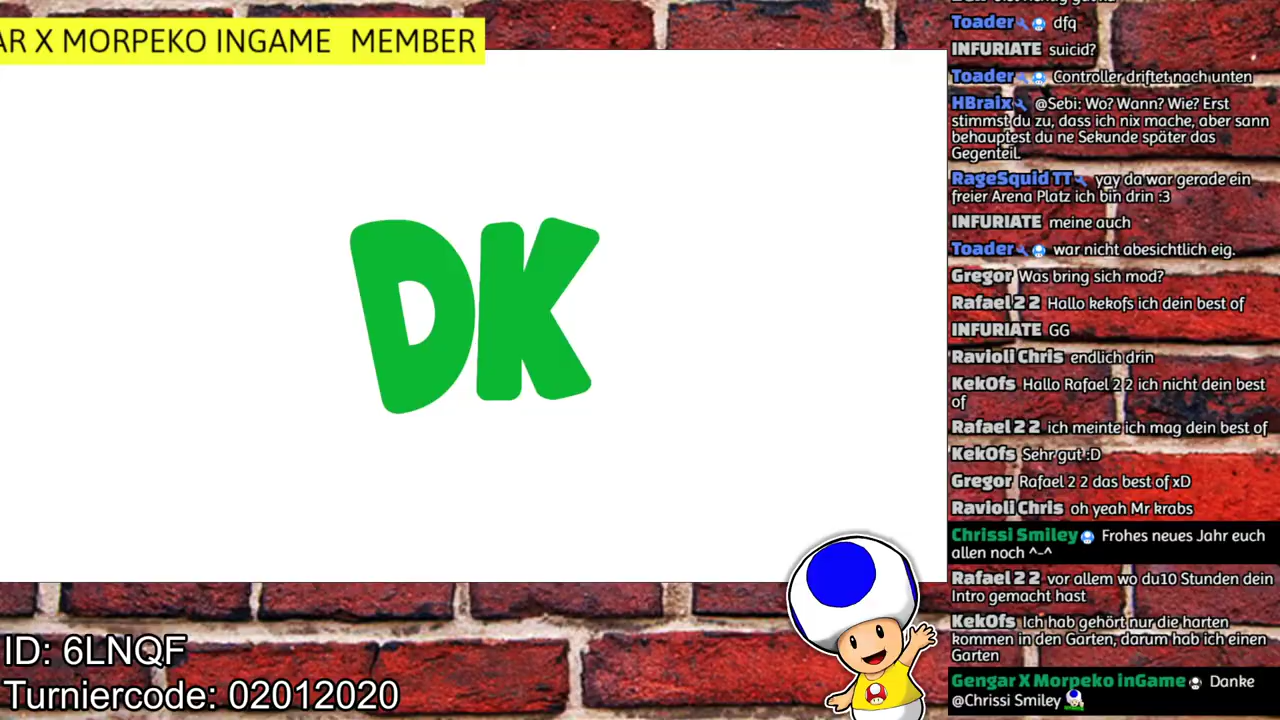 AR X MORPEKO INGAME MEMBER
DK
ID: 6LNQF
Turniercode: 02012020
Toader dfq
INFURIATE suicid?
Toader Controller driftet nach unten
HBraix @Sebi: Wo? Wann? Wie? Erst
stimmst du zu, dass ich nix mache, aber sann
behauptest du ne Sekunde später das
Gegenteil.
RageSquid TT yay da war gerade ein
freier Arena Platz ich bin drin :3
INFURIATE meine auch
Toader war nicht abesichtlich eig.
Gregor Was bring sich mod?
Rafael 2 2 Hallo kekofs ich dein best of
INFURIATE GG
Ravioli Chris endlich drin
KekOfs Hallo Rafael 2 2 ich nicht dein best
of
Rafael 2 2 ich meinte ich mag dein best of
KekOfs Sehr gut :D
Gregor Rafael 2 2 das best of xD
Ravioli Chris oh yeah Mr krabs
Chrissi Smiley Frohes neues Jahr euch
allen noch ^-^
Rafael 2 2 vor allem wo du10 Stunden dein
Intro gemacht hast
KekOfs Ich hab gehört nur die harten
kommen in den Garten, darum hab ich einen
Garten
Gengar X Morpeko inGame Danke
@Chrissi Smiley